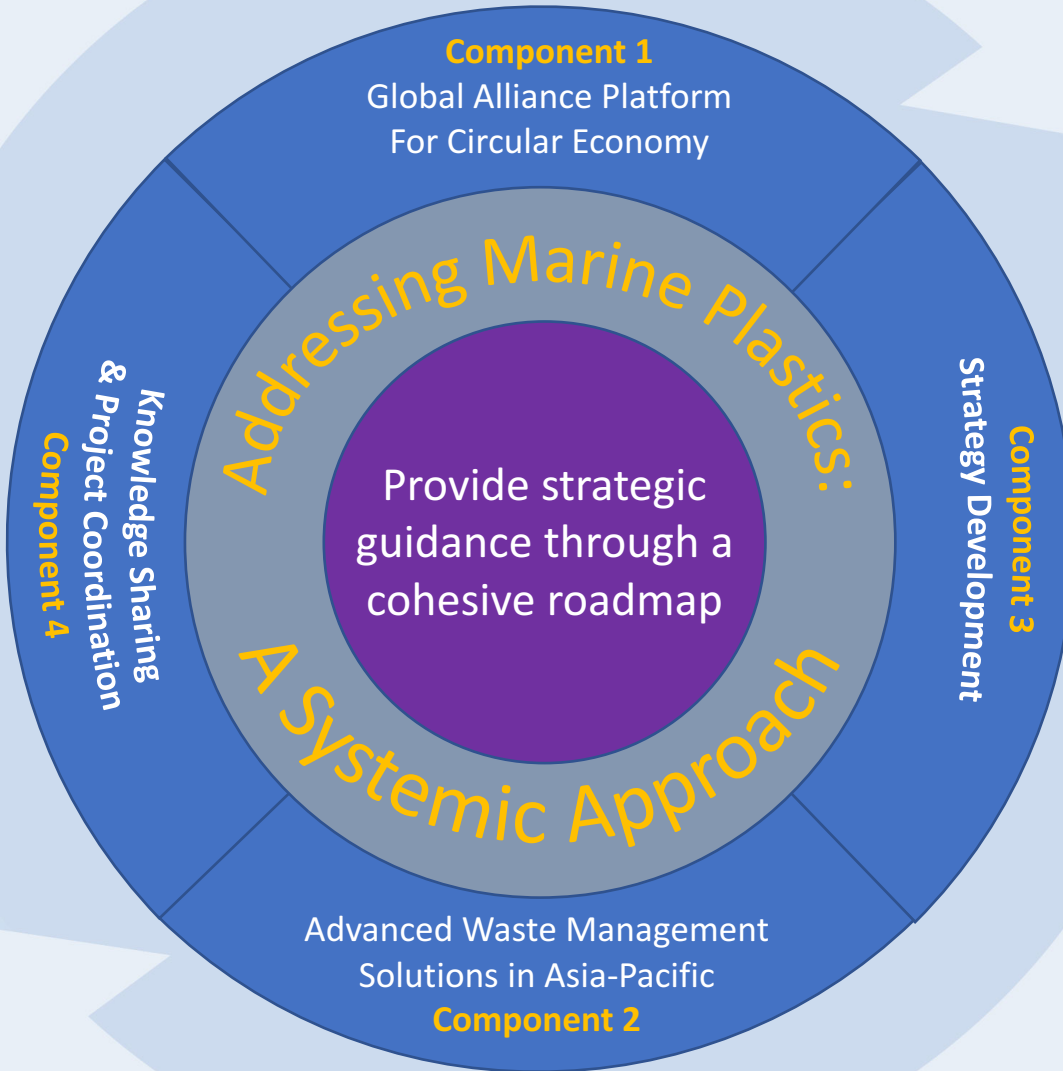 Component 1
Global Alliance Platform
For Circular Economy
Addressing Marine Plastics:
A Systemic Approach
Provide strategic
guidance through a
cohesive roadmap
Component 3
Strategy Development
Advanced Waste Management
Solutions in Asia-Pacific
Component 2
Knowledge Sharing
& Project Coordination
Component 4